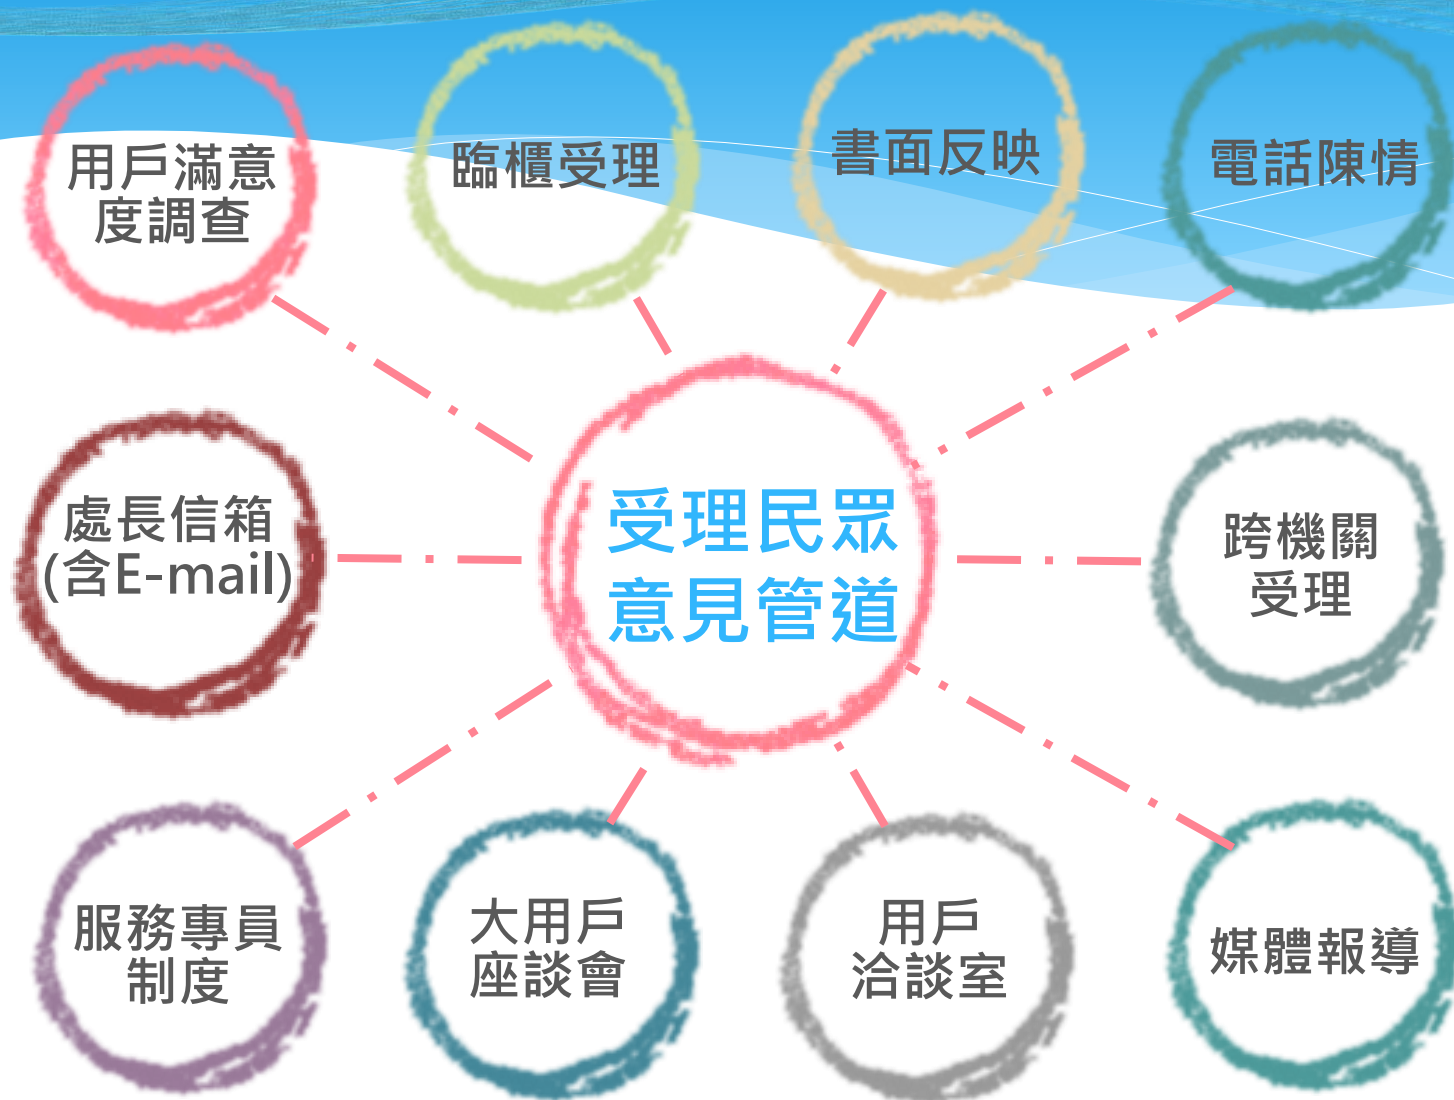 用戶滿意
度調查
臨櫃受理
書面反映
電話陳情
處長信箱
(含E-mail)
受理民眾
意見管道
跨機關
受理
服務專員
制度
大用戶
座談會
用戶
洽談室
媒體報導